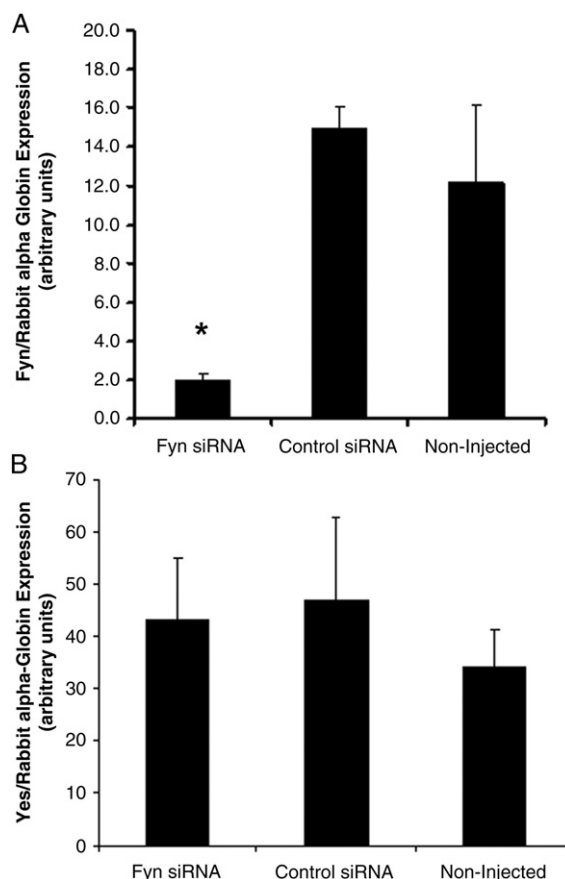 A
Fyn/Rabbit alpha Globin Expression
(arbitrary units)
20.0
18.0
16.0
14.0
12.0
10.0
8.0
6.0
4.0
2.0
0.0
*
Fyn siRNA Control siRNA Non-Injected
B
Yes/Rabbit alpha-Globin Expression
(arbitrary units)
70
60
50
40
30
20
10
0
Fyn siRNA Control siRNA Non-Injected